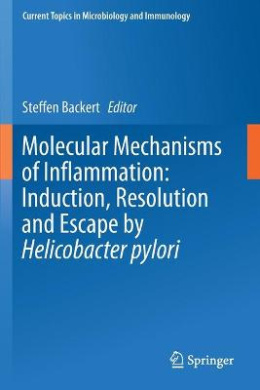 Current Topics in Microbiology and Immunology
Steffen Backert Editor
Molecular Mechanisms
of Inflammation:
Induction, Resolution
and Escape by
Helicobacter pylori
Springer